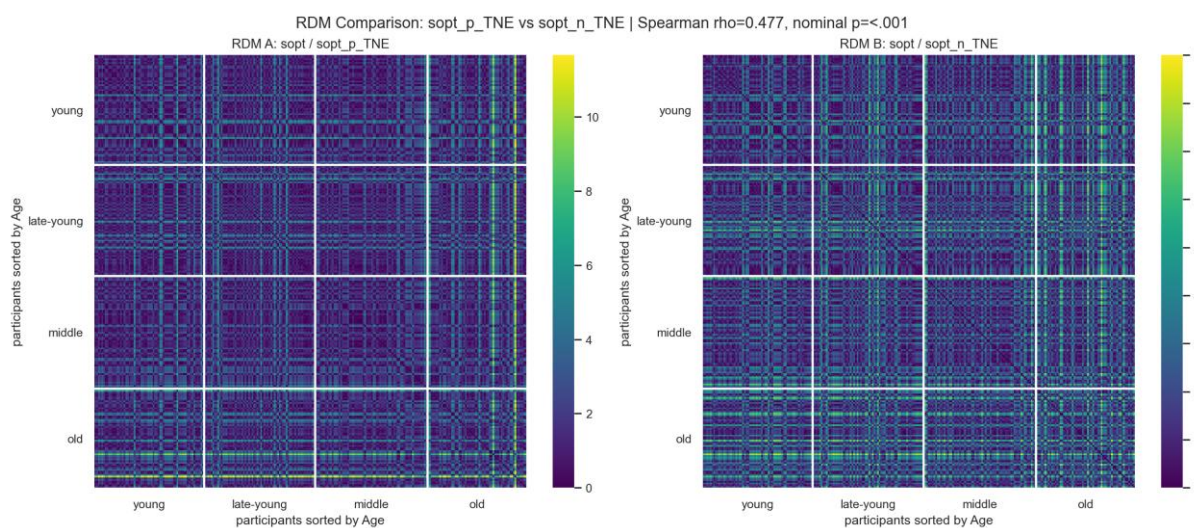 RDM Comparison: sopt_p_TNE vs sopt_n_TNE | Spearman rho=0.477, nominal p=<.001
RDM A: sopt / sopt_p_TNE
RDM B: sopt / sopt_n_TNE
participants sorted by Age
young
late-young
middle
old
young
late-young
middle
old
participants sorted by Age
10
8
6
4
2
0
participants sorted by Age
young
late-young
middle
old
young
late-young
middle
old
participants sorted by Age